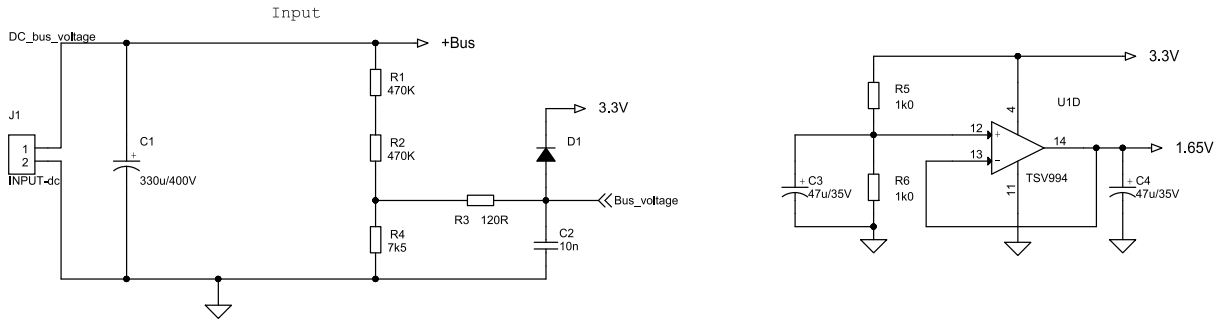 Input
DC_bus_voltage
+Bus
R1
470K
J1
1
2
INPUT-dc
C1
+
330u/400V
R2
470K
3.3V
D1
R3 120R
Bus_voltage
R4
7k5
C2
10n
3.3V
R5
1k0
4
U1D
12
+
13
-
14
1.65V
TSV994
11
+
C3
47u/35V
R6
1k0
+
C4
47u/35V